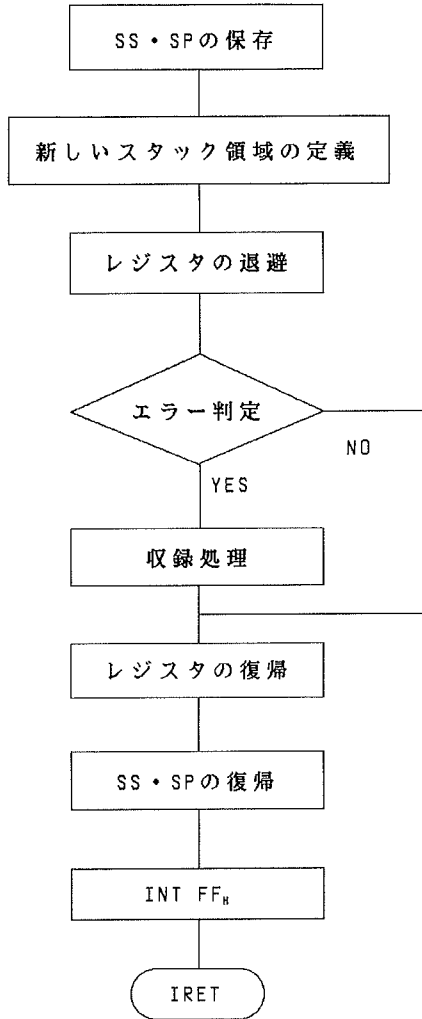 SS・SPの保存
新しいスタック領域の定義
レジスタの退避
エラー判定
NO
YES
収録処理
レジスタの復帰
SS・SPの復帰
INT FFH
IRET